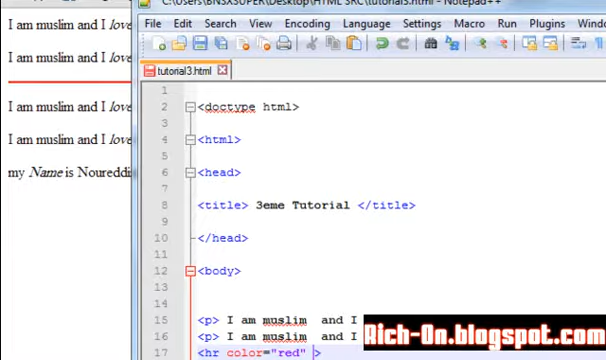 C:\Users\BNSXSUPER\Desktop\HTML SRC\tutorial3.html - Notepad++
File Edit Search View Encoding Language Settings Macro Run Plugins Window
tutorial3.html
I am muslim and I love
I am muslim and I love
I am muslim and I love
I am muslim and I love
my Name is Noureddi
1
2 <doctype html>
3
4 <html>
5
6 <head>
7
8 <title> 3eme Tutorial </title>
9
10 </head>
11
12 <body>
13
14
15 <p> I am muslim and I
16 <p> I am muslim and I
17 <hr color="red" >
Rich-On.blogspot.com